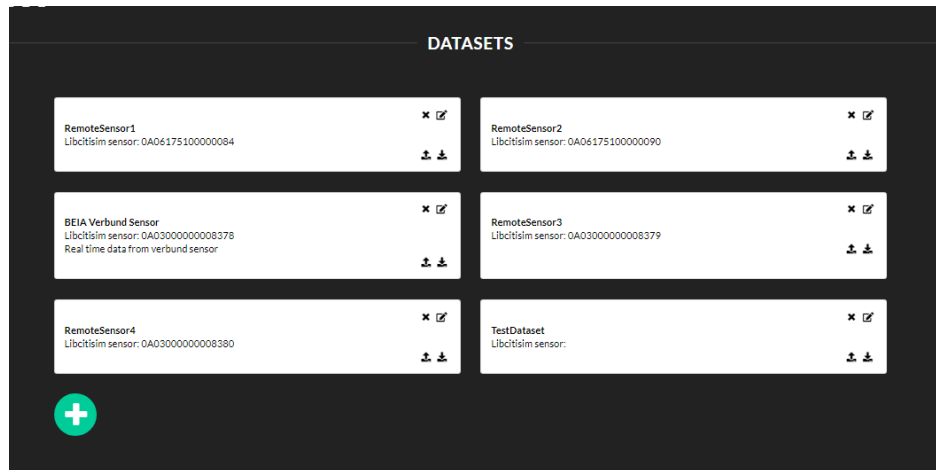 DATASETS
RemoteSensor1
Libcitisim sensor: 0A06175100000084
RemoteSensor2
Libcitisim sensor: 0A06175100000090
BEIA Verbund Sensor
Libcitisim sensor: 0A03000000008378
Real time data from verbund sensor
RemoteSensor3
Libcitisim sensor: 0A03000000008379
RemoteSensor4
Libcitisim sensor: 0A03000000008380
TestDataset
Libcitisim sensor: